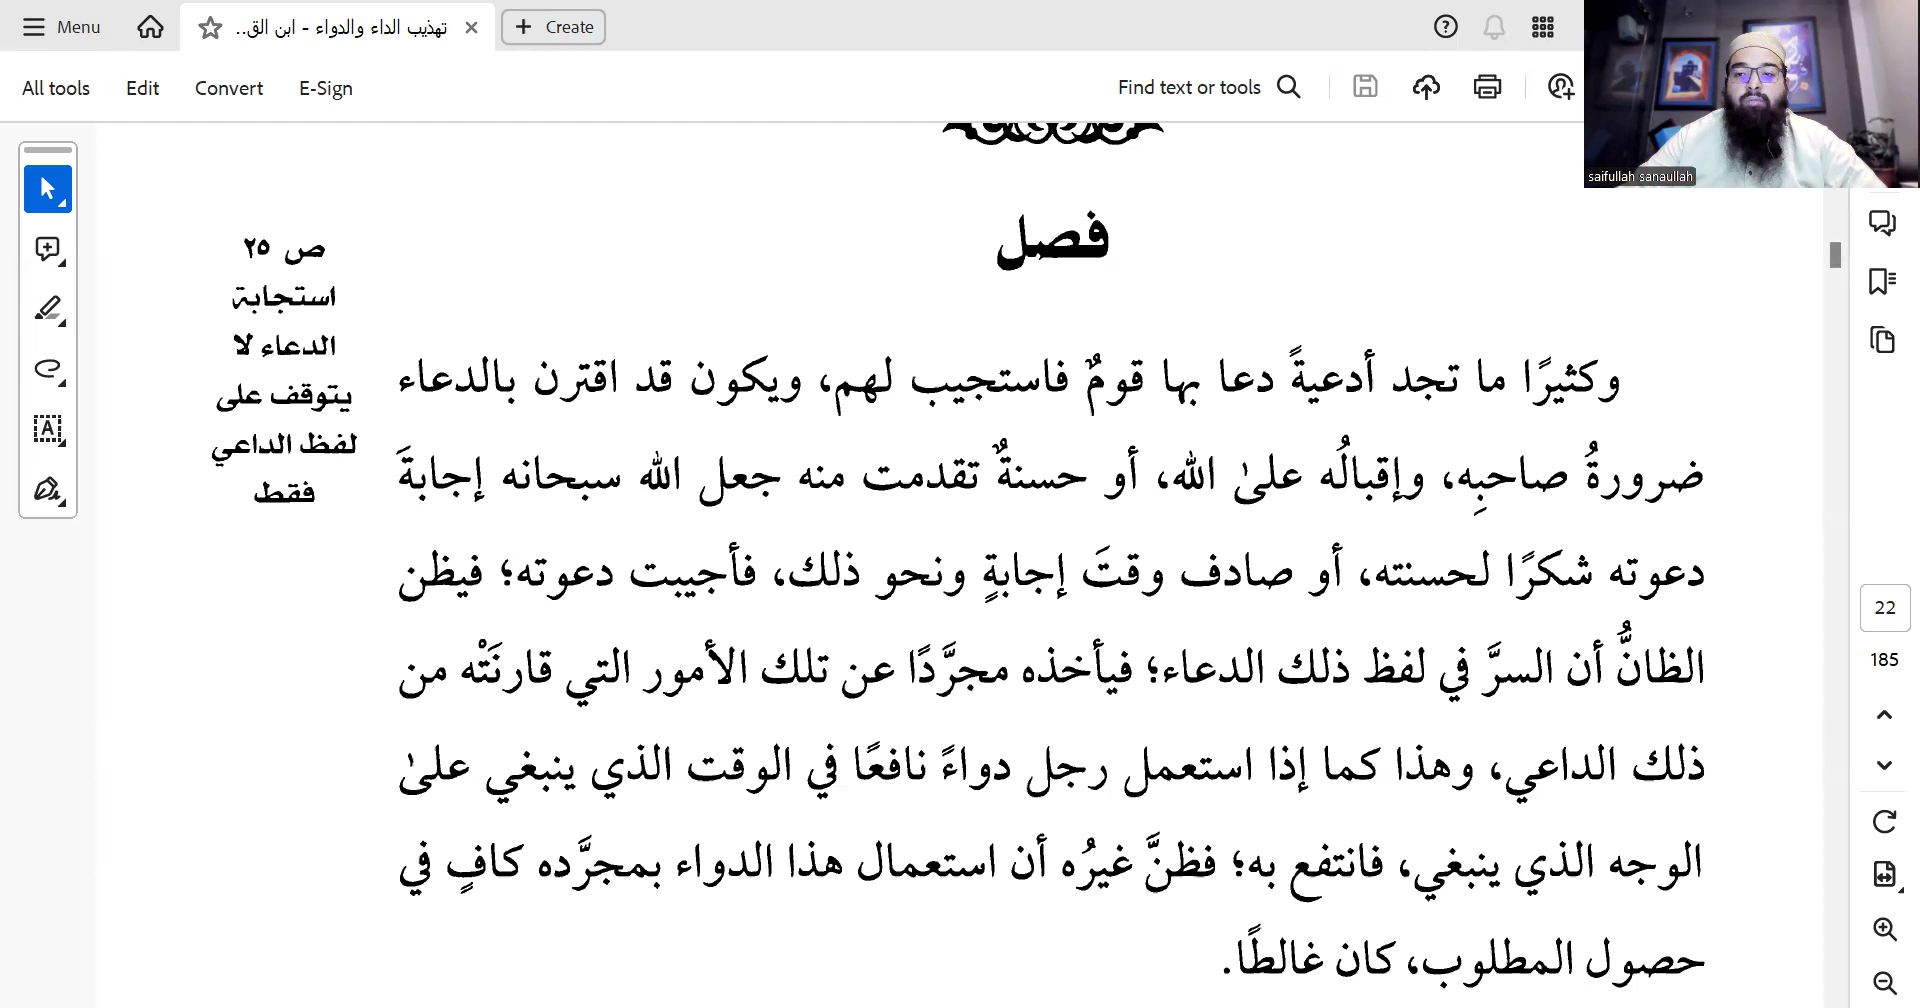 Menu
تهذيب الداء والدواء - ابن الق..
Create
All tools
Edit
Convert
E-Sign
Find text or tools
saifullah sanaullah
فصل
ص ٢٥
استجابة
الدعاء لا
يتوقف على
لفظ الداعي
فقط
وكثيرًا ما تجد أدعيةً دعا بها قومٌ فاستجيب لهم، ويكون قد اقترن بالدعاء
ضرورةُ صاحبِه، وإقبالُه علىٰ الله، أو حسنةٌ تقدمت منه جعل الله سبحانه إجابةَ
دعوته شكرًا لحسنته، أو صادف وقتَ إجابةٍ ونحو ذلك، فأجيبت دعوته؛ فيظن
الظانُّ أن السرَّ في لفظ ذلك الدعاء؛ فيأخذه مجرَّدًا عن تلك الأمور التي قارنَتْه من
ذلك الداعي، وهذا كما إذا استعمل رجل دواءً نافعًا في الوقت الذي ينبغي علىٰ
الوجه الذي ينبغي، فانتفع به؛ فظنَّ غيرُه أن استعمال هذا الدواء بمجرَّده كافٍ في
حصول المطلوب، كان غالطًا.
22
185